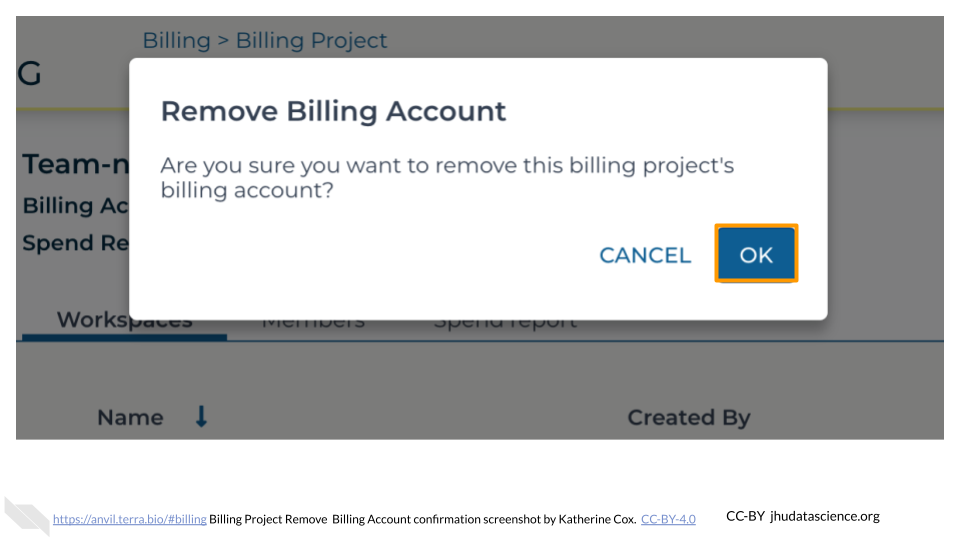 Billing > Billing Project
G
Remove Billing Account
Team-n
Are you sure you want to remove this billing project's
billing account?
Billing Ac
Spend Re
CANCEL OK
Workspaces Members Spend report
Name ↓ Created By
https://anvil.terra.bio/#billing Billing Project Remove Billing Account confirmation screenshot by Katherine Cox. CC-BY-4.0
CC-BY jhudatascience.org